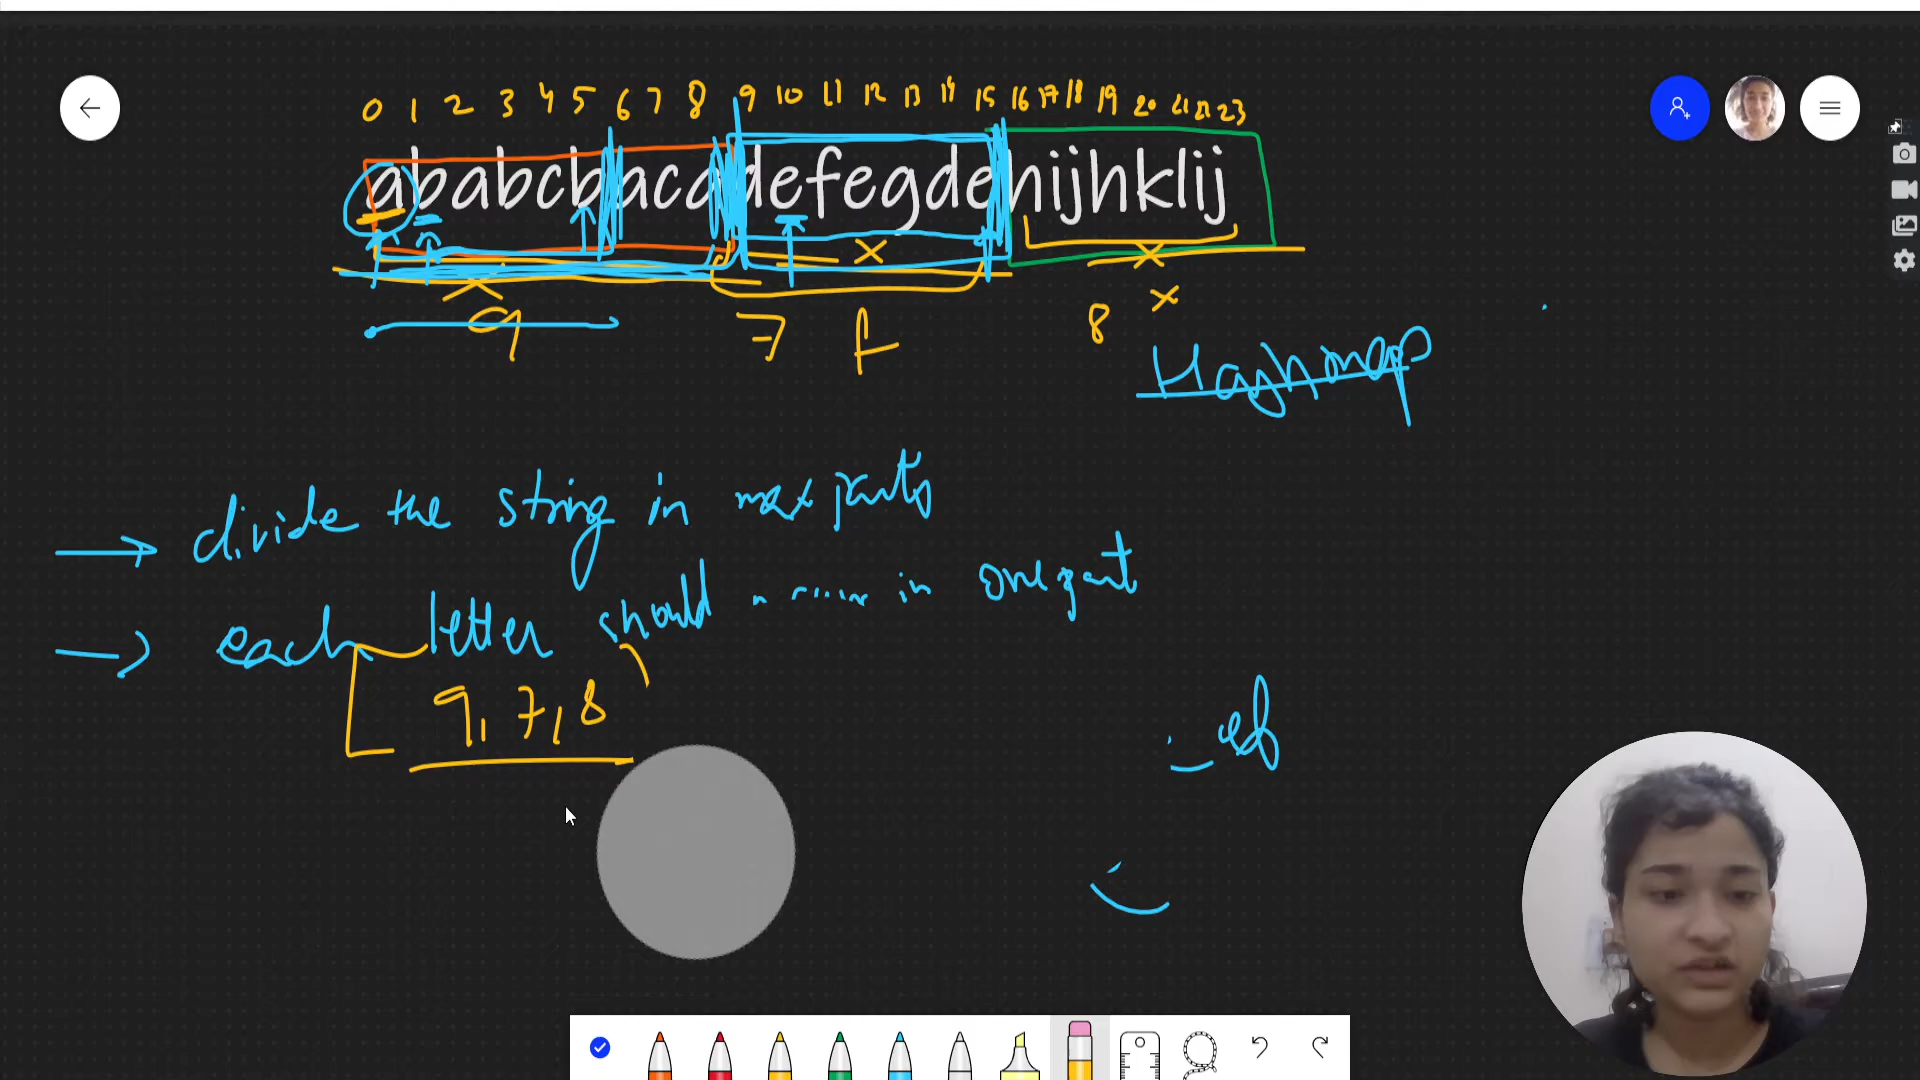 0 1 2 3 4 5 6 7 8 9 10 11 12 13 14 15 16 17 18 19 20 21 22 23
ababcbacadefegdehijhklij
9 7 f 8 x
Hashmap
→ divide the string in max parts
→ each letter should in one part
[ 9, 7, 8